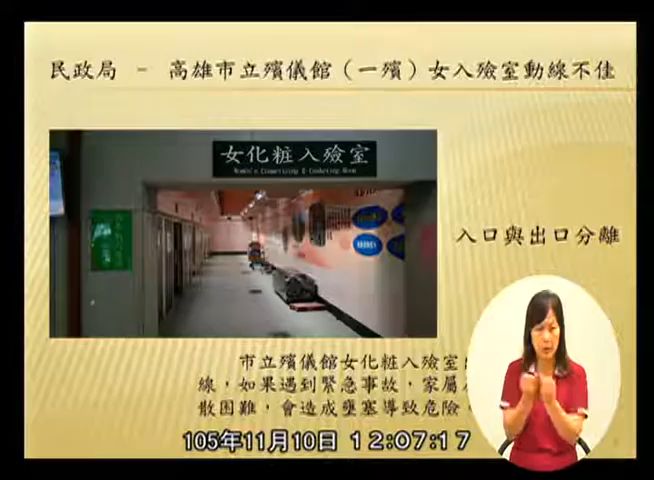 民政局 - 高雄市立殯儀館（一殯）女入殮室動線不佳
女化粧入殮室
入口與出口分離
市立殯儀館女化粧入殮室
線，如果遇到緊急事故，家屬
散困難，會造成壅塞導致危險
105年11月10日 12:07:17